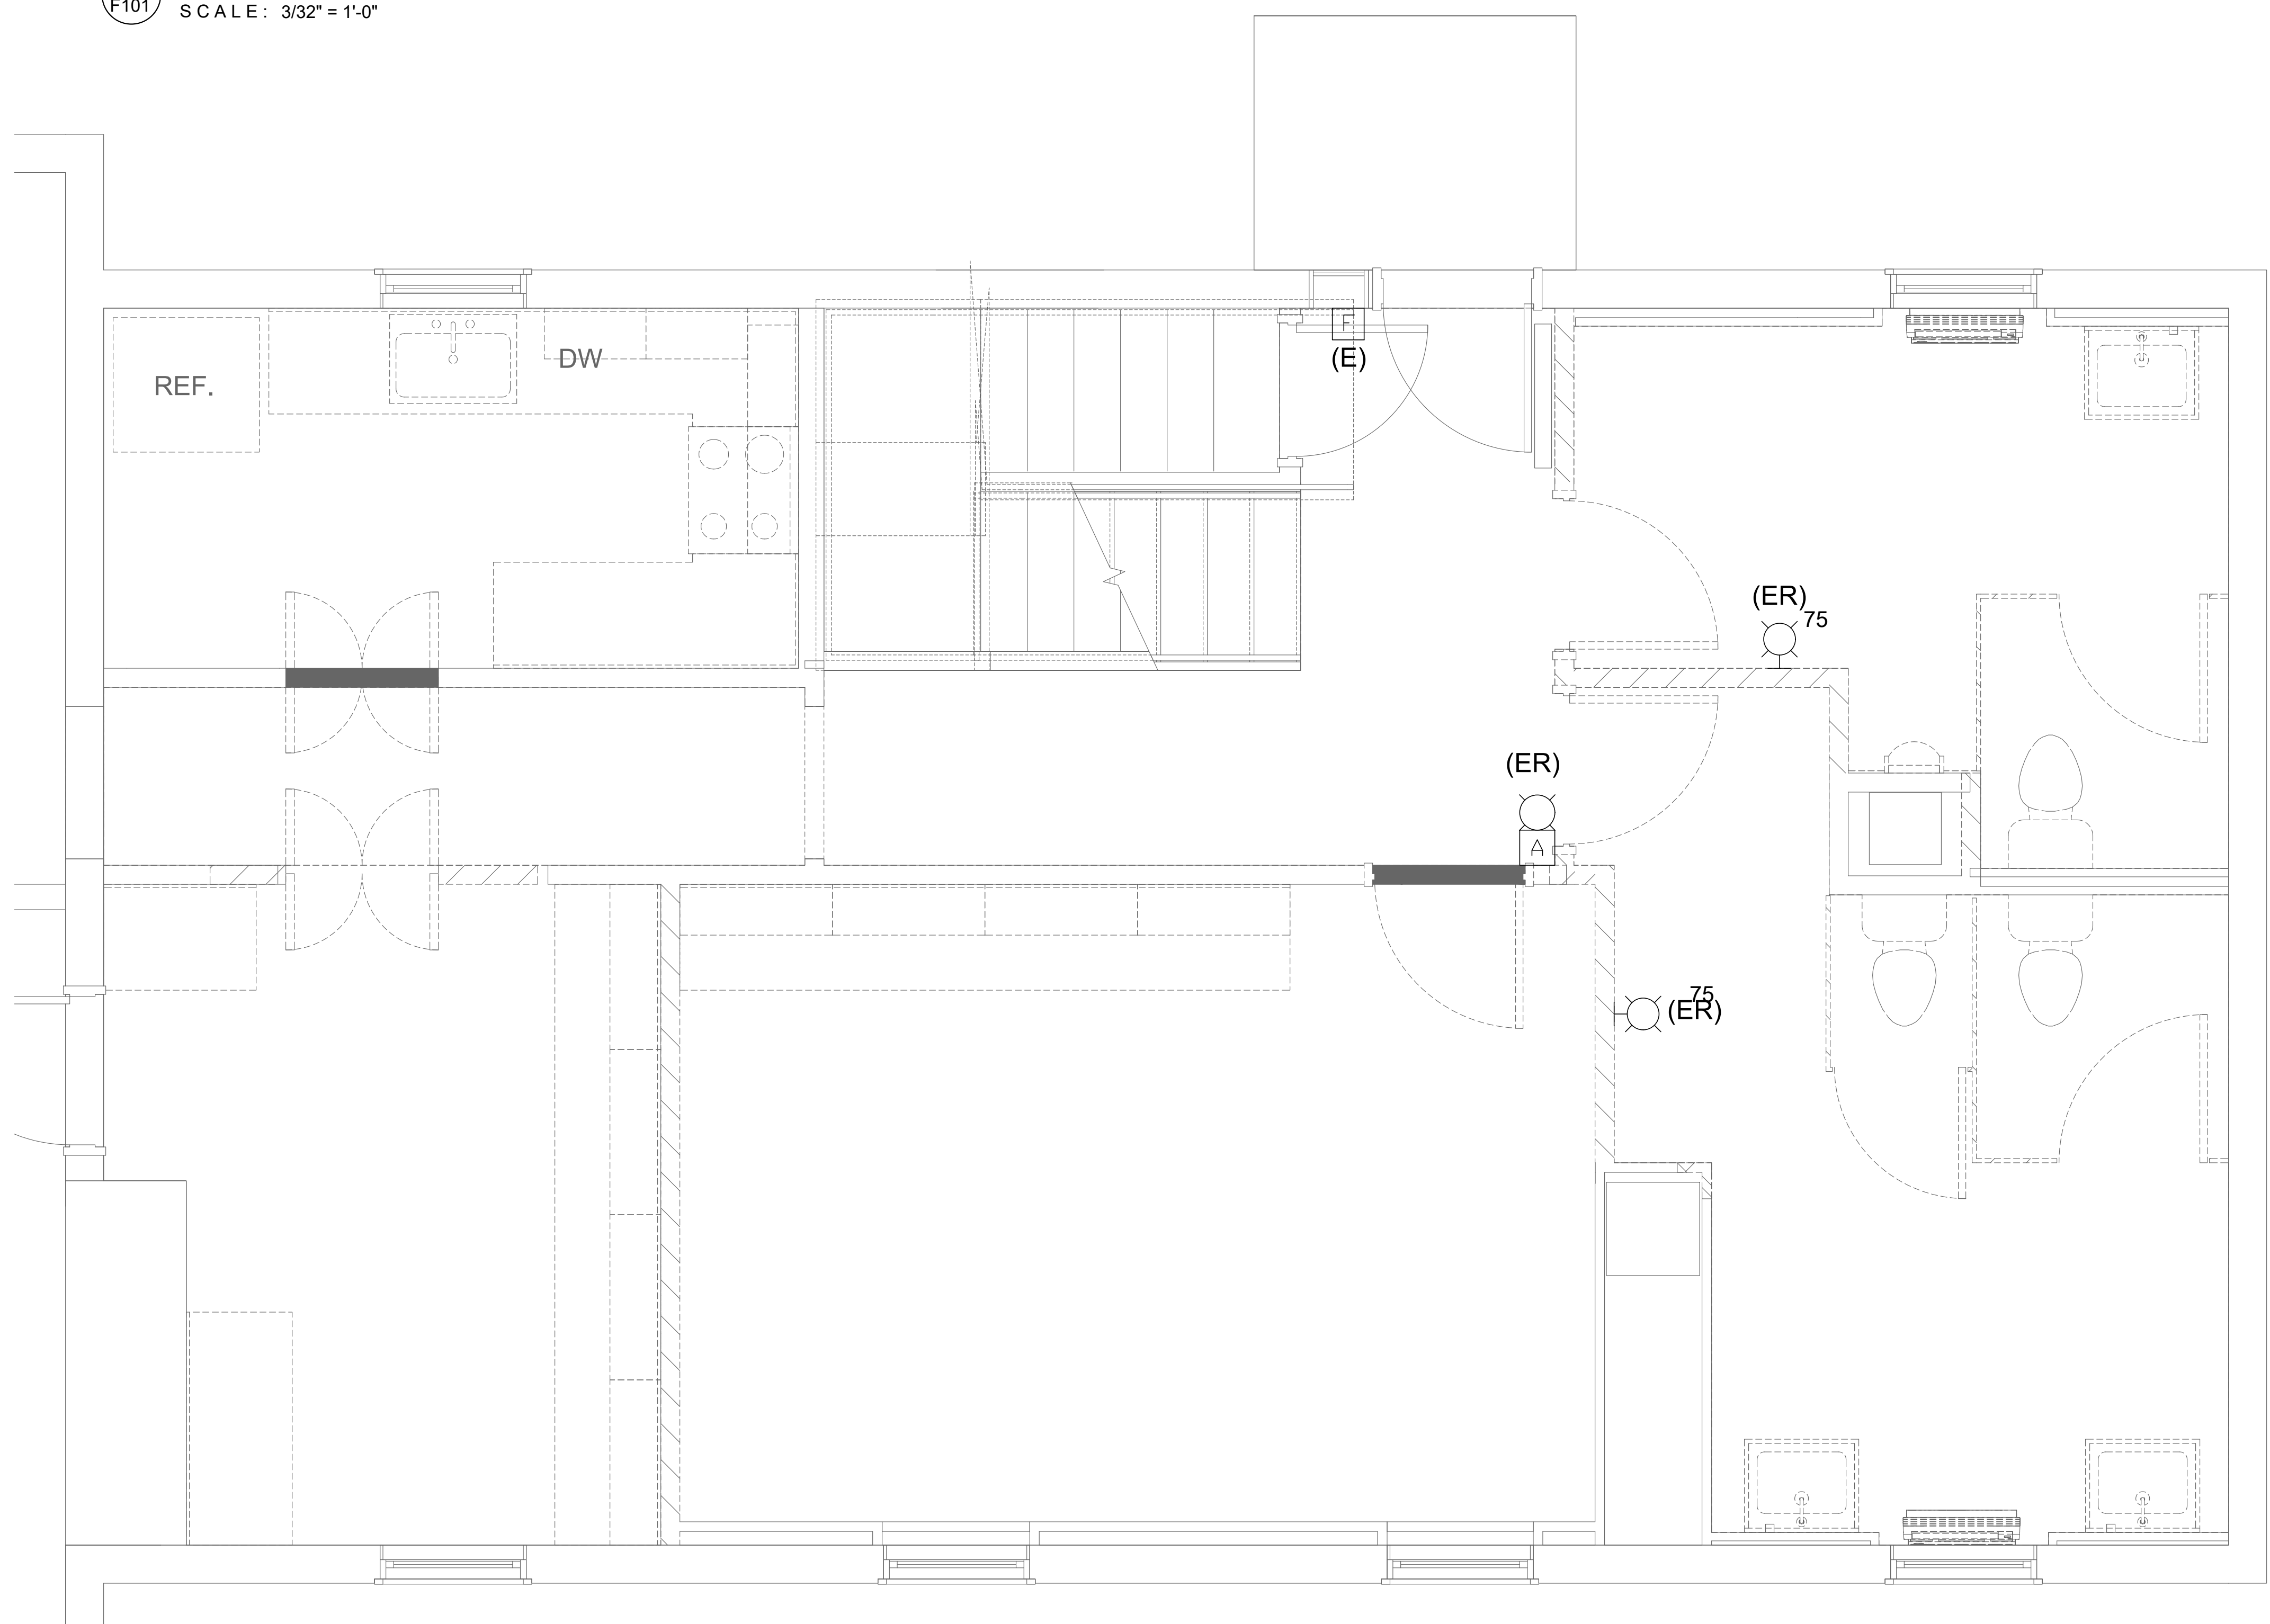 F101
SCALE: 3/32" = 1'-0"
F
(E)
DW
REF.
(ER)
75
(ER)
A
75
(ER)